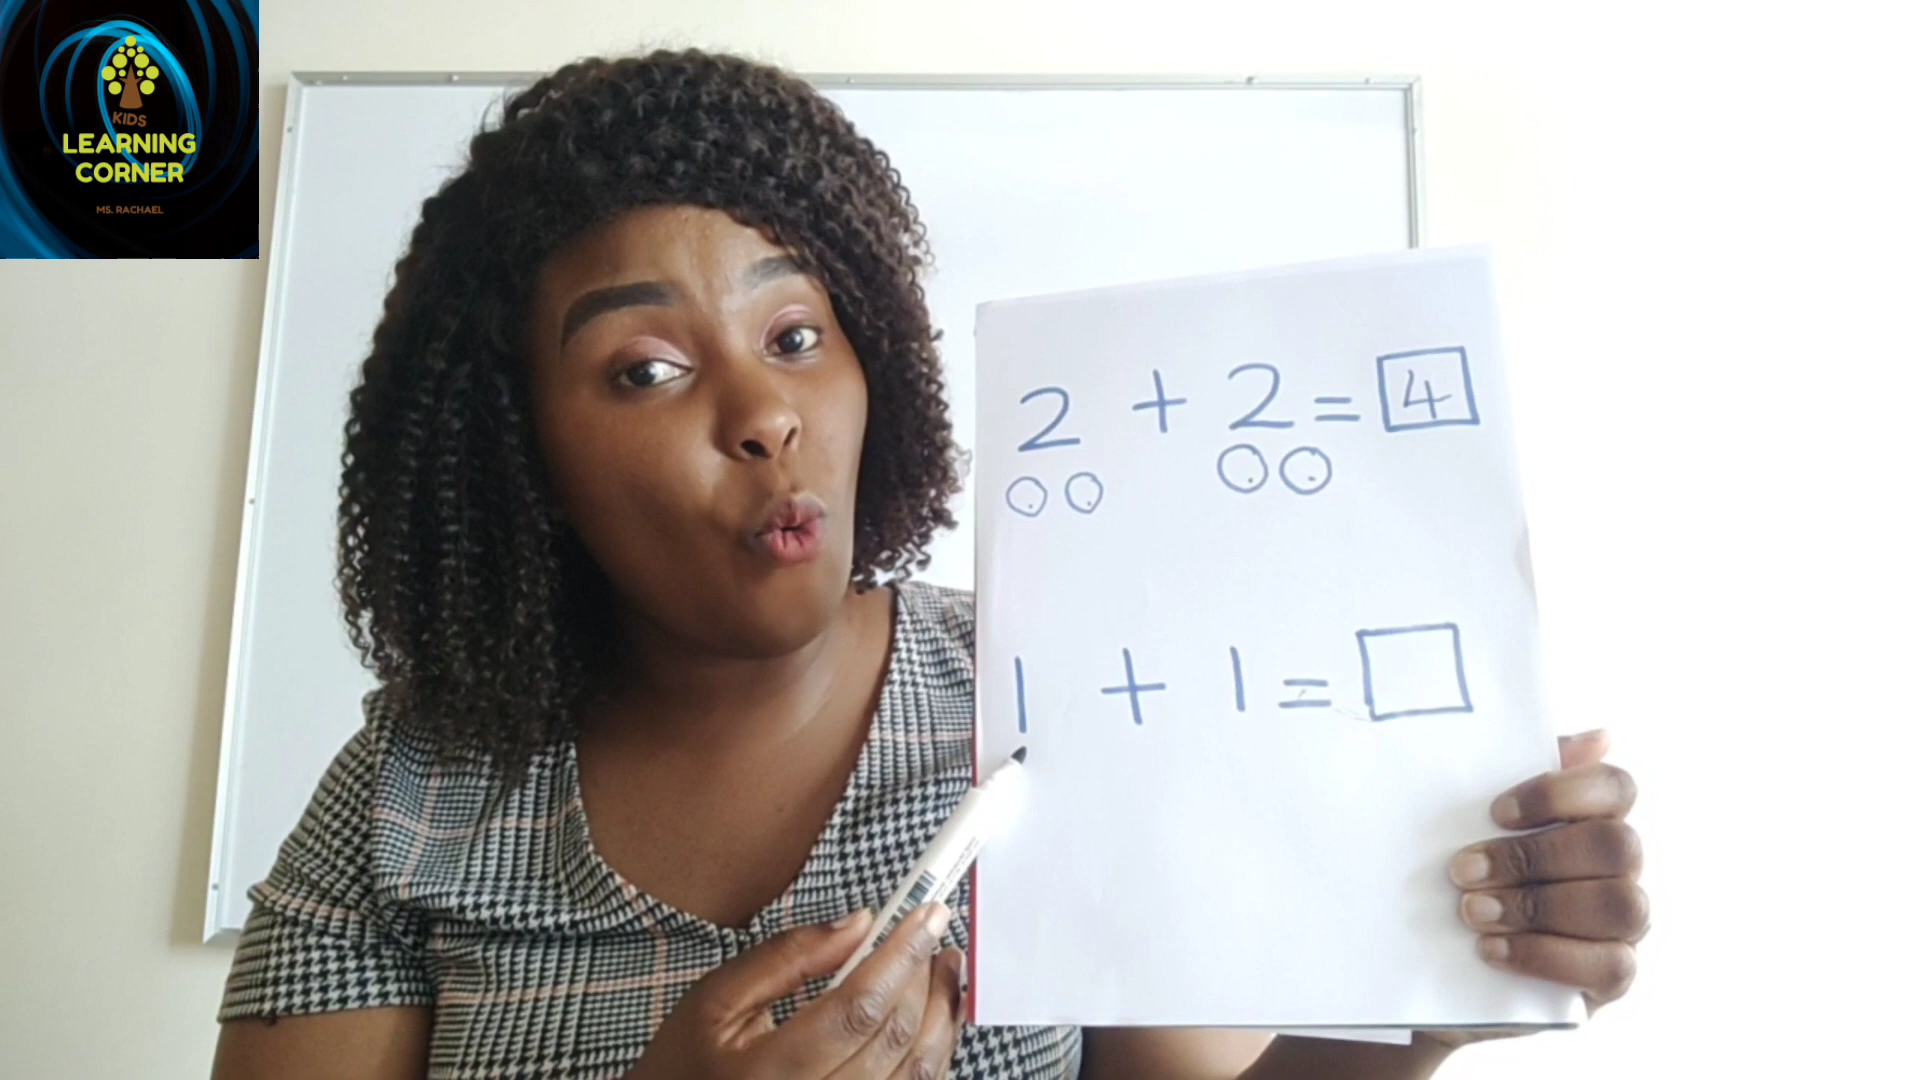 KIDS
LEARNING
CORNER
MS. RACHAEL
2 + 2 = 4
1 + 1 =